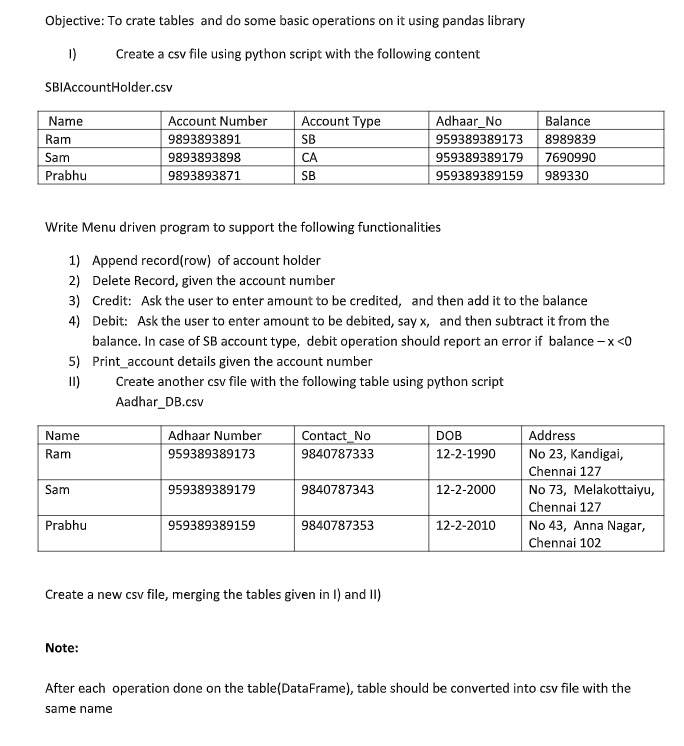 Objective: To crate tables and do some basic operations on it using pandas library
I) Create a csv file using python script with the following content
SBIAccountHolder.csv
Name Account Number Account Type Adhaar_No Balance
Ram 9893893891 SB 959389389173 8989839
Sam 9893893898 CA 959389389179 7690990
Prabhu 9893893871 SB 959389389159 989330
Write Menu driven program to support the following functionalities
1) Append record(row) of account holder
2) Delete Record, given the account number
3) Credit: Ask the user to enter amount to be credited, and then add it to the balance
4) Debit: Ask the user to enter amount to be debited, say x, and then subtract it from the
balance. In case of SB account type, debit operation should report an error if balance – x <0
5) Print_account details given the account number
II) Create another csv file with the following table using python script
Aadhar_DB.csv
Name Adhaar Number Contact_No DOB Address
Ram 959389389173 9840787333 12-2-1990 No 23, Kandigai,
Chennai 127
Sam 959389389179 9840787343 12-2-2000 No 73, Melakottaiyu,
Chennai 127
Prabhu 959389389159 9840787353 12-2-2010 No 43, Anna Nagar,
Chennai 102
Create a new csv file, merging the tables given in I) and II)
Note:
After each operation done on the table(DataFrame), table should be converted into csv file with the
same name